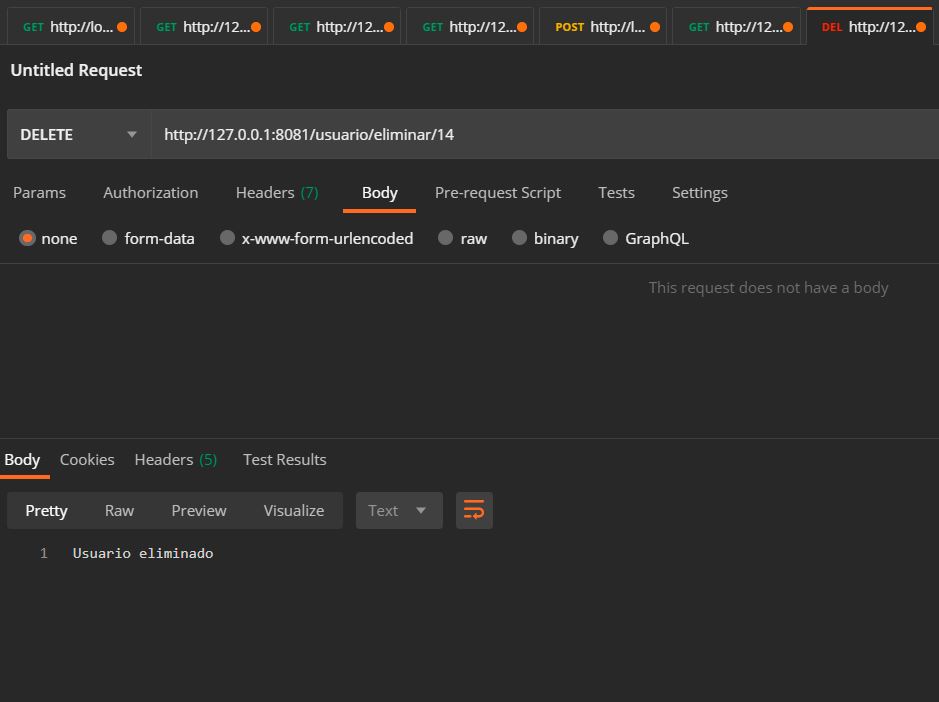 GET http://lo... GET http://12... GET http://12... GET http://12... POST http://l... GET http://12... DEL http://12...
Untitled Request
DELETE http://127.0.0.1:8081/usuario/eliminar/14
Params Authorization Headers (7) Body Pre-request Script Tests Settings
none form-data x-www-form-urlencoded raw binary GraphQL
This request does not have a body
Body Cookies Headers (5) Test Results
Pretty Raw Preview Visualize Text
1 Usuario eliminado